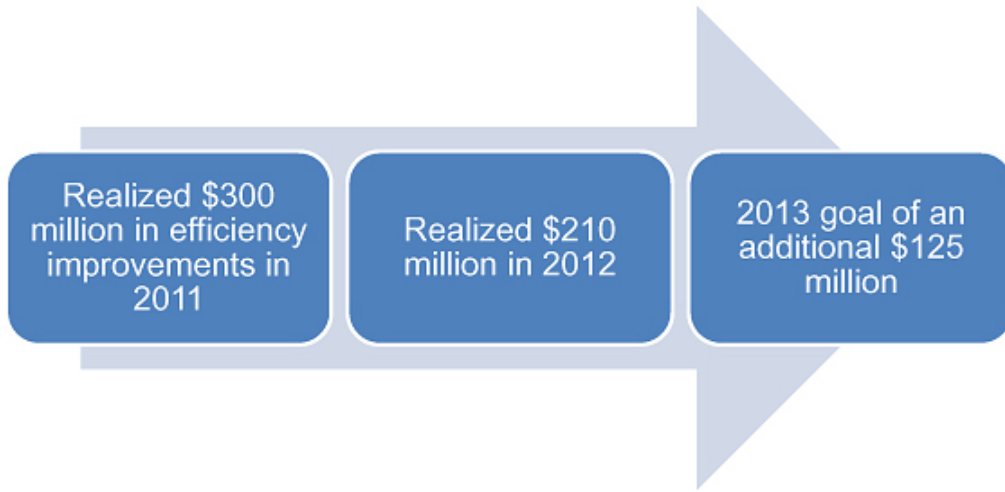 Realized $300
million in efficiency
improvements in
2011
Realized $210
million in 2012
2013 goal of an
additional $125
million